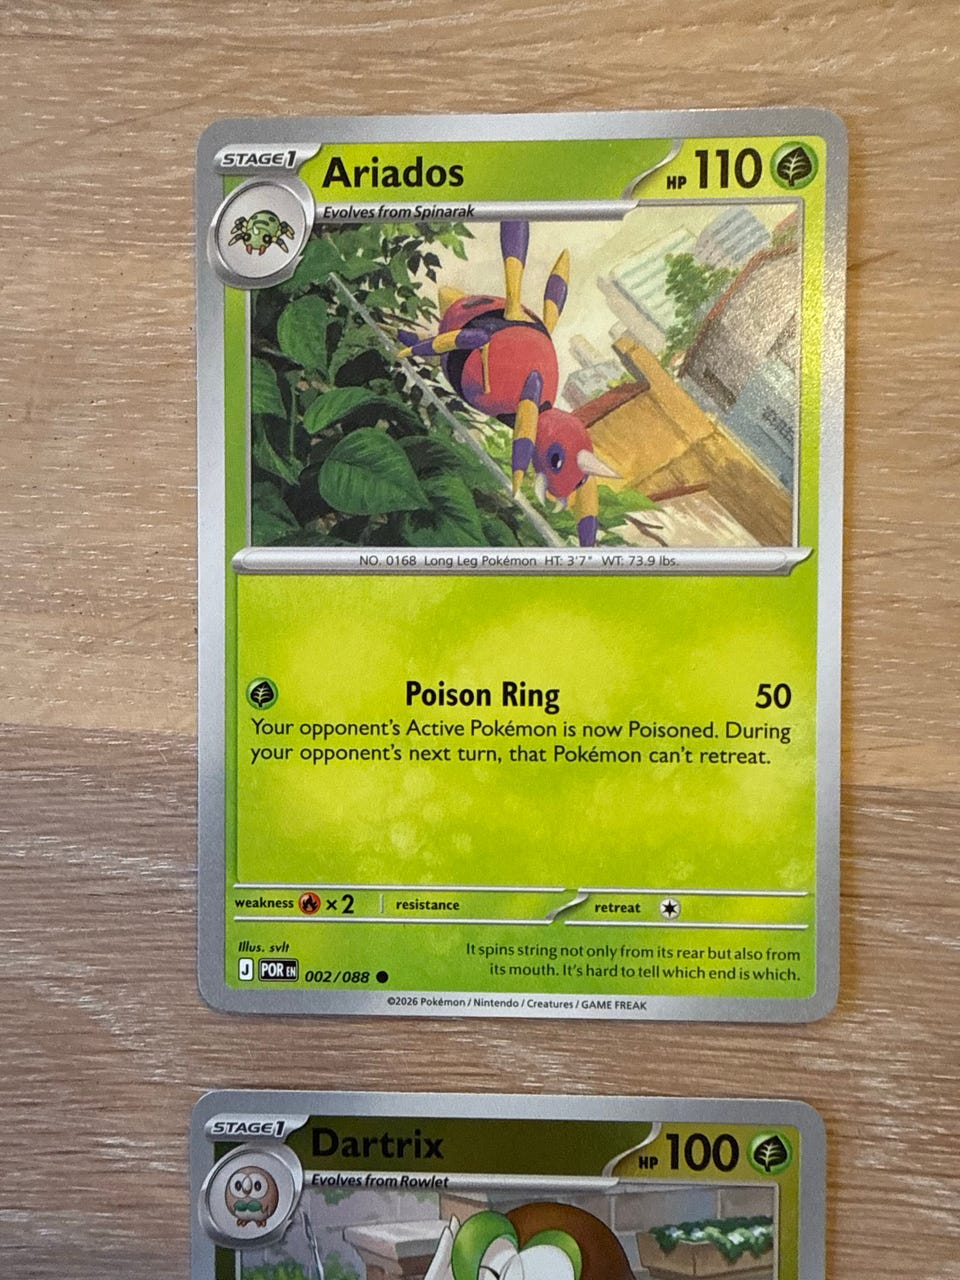 STAGE 1
Ariados
HP 110
Evolves from Spinarak
NO. 0168 Long Leg Pokémon HT: 3'7" WT: 73.9 lbs.
Poison Ring 50
Your opponent's Active Pokémon is now Poisoned. During
your opponent's next turn, that Pokémon can't retreat.
weakness ×2 resistance retreat
Illus. svlt
It spins string not only from its rear but also from
its mouth. It's hard to tell which end is which.
J POR EN 002/088
©2026 Pokémon / Nintendo / Creatures / GAME FREAK
STAGE 1
Dartrix
HP 100
Evolves from Rowlet